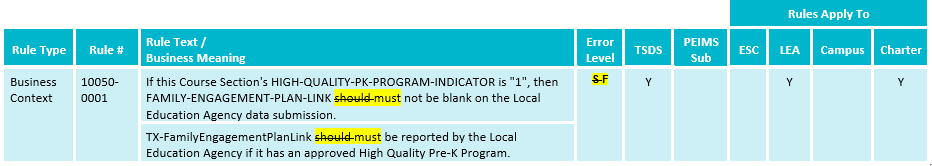 Rules Apply To
Rule Type Rule # Rule Text / Business Meaning Error Level TSDS PEIMS Sub ESC LEA Campus Charter
Business Context 10050-0001 If this Course Section's HIGH-QUALITY-PK-PROGRAM-INDICATOR is "1", then
FAMILY-ENGAGEMENT-PLAN-LINK should must not be blank on the Local
Education Agency data submission.
S F Y Y Y
TX-FamilyEngagementPlanLink should must be reported by the Local
Education Agency if it has an approved High Quality Pre-K Program.